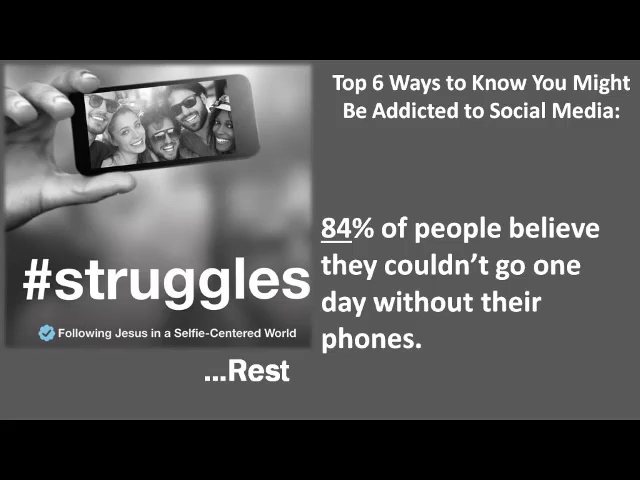 Top 6 Ways to Know You Might
Be Addicted to Social Media:
#struggles
Following Jesus in a Selfie-Centered World
...Rest
84% of people believe
they couldn't go one
day without their
phones.